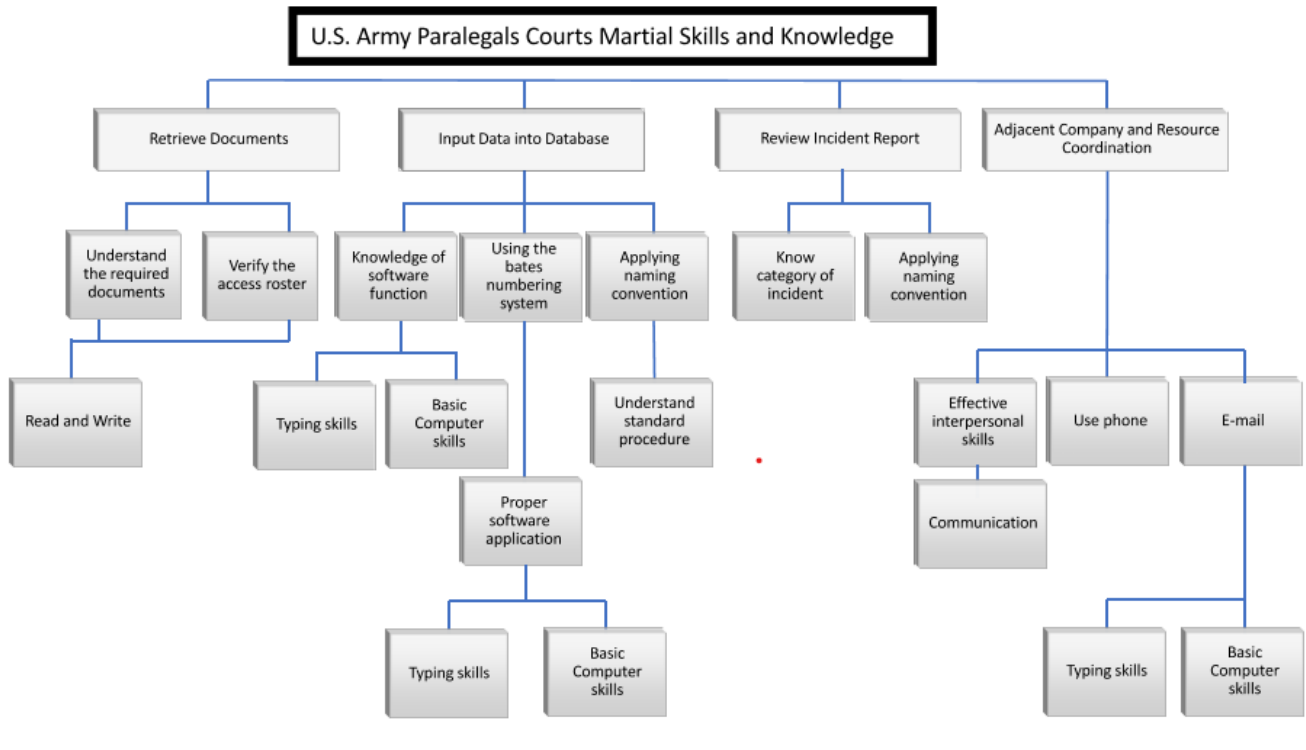 U.S. Army Paralegals Courts Martial Skills and Knowledge
Retrieve Documents
Input Data into Database
Review Incident Report
Adjacent Company and Resource
Coordination
Understand
the required
documents
Verify the
access roster
Knowledge of
software
function
Using the
bates
numbering
system
Applying
naming
convention
Know
category of
incident
Applying
naming
convention
Read and Write
Typing skills
Basic
Computer
skills
Understand
standard
procedure
Effective
interpersonal
skills
Use phone
E-mail
Proper
software
application
Communication
Typing skills
Basic
Computer
skills
Typing skills
Basic
Computer
skills